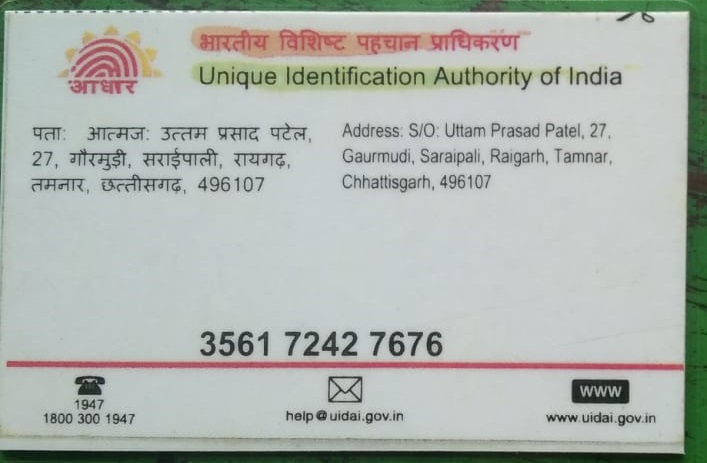 भारतीय विशिष्ट पहचान प्राधिकरण
आधार
Unique Identification Authority of India
पता: आत्मज: उत्तम प्रसाद पटेल,
27, गौरमुड़ी, सराईपाली, रायगढ़,
तमनार, छत्तीसगढ़, 496107
Address: S/O: Uttam Prasad Patel, 27,
Gaurmudi, Saraipali, Raigarh, Tamnar,
Chhattisgarh, 496107
3561 7242 7676
1947
1800 300 1947
help@uidai.gov.in
www
www.uidai.gov.in